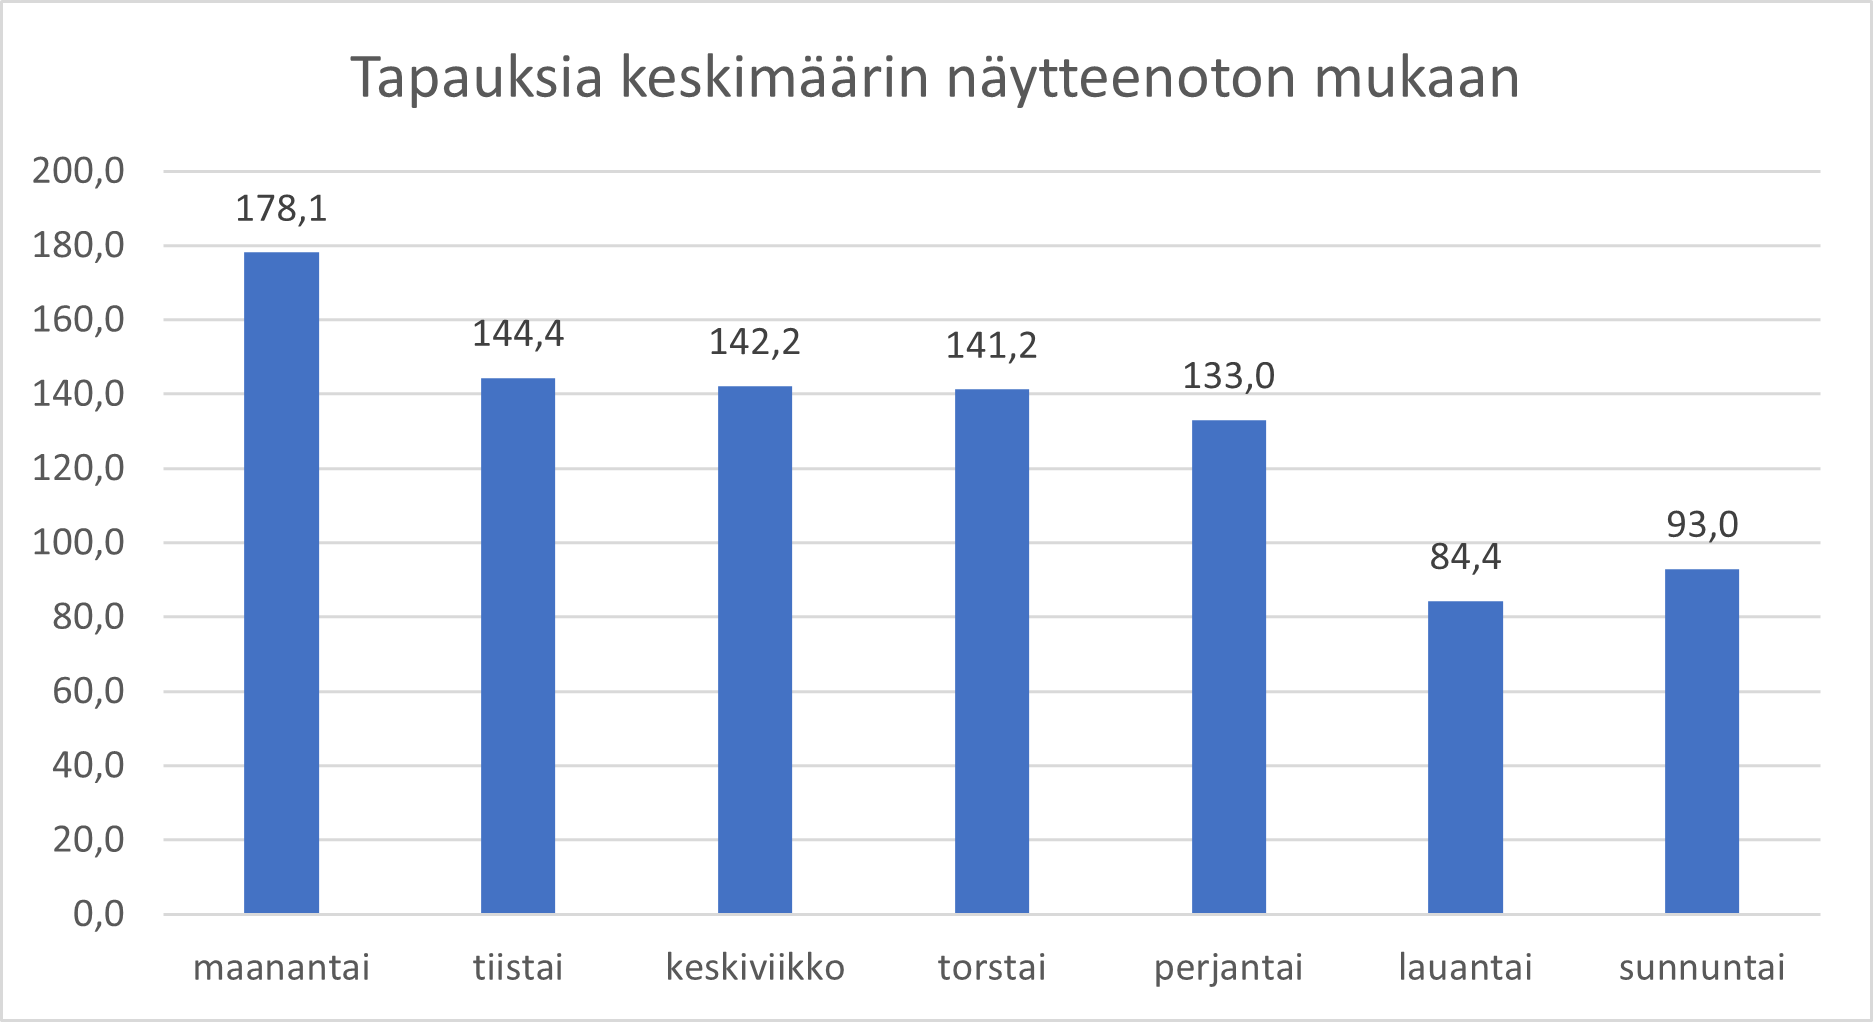 Tapauksia keskimäärin näytteenoton mukaan
200,0
180,0
160,0
140,0
120,0
100,0
80,0
60,0
40,0
20,0
0,0
178,1
144,4
142,2
141,2
133,0
84,4
93,0
maanantai
tiistai
keskiviikko
torstai
perjantai
lauantai
sunnuntai